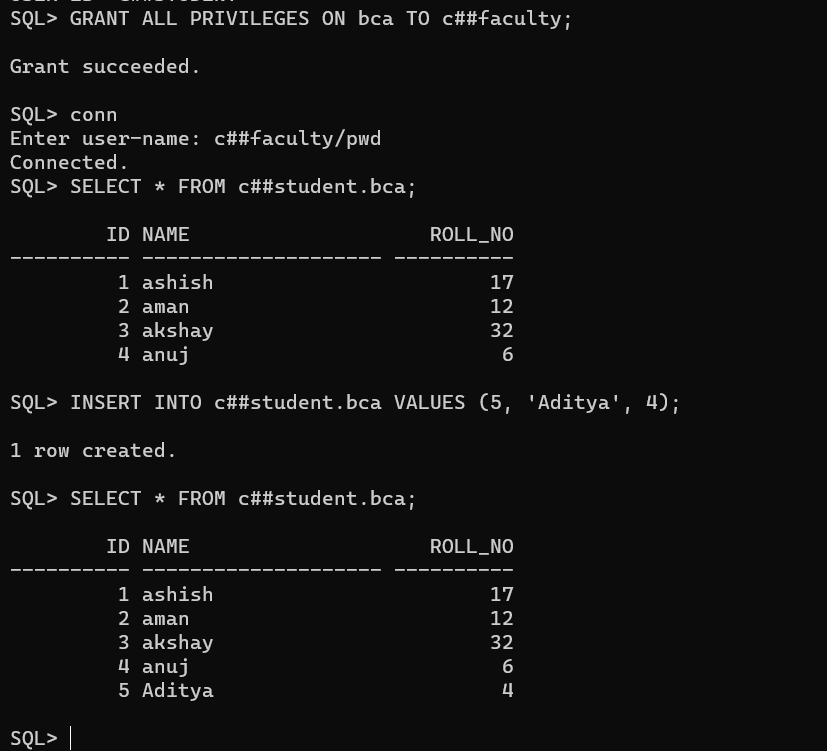 SQL> GRANT ALL PRIVILEGES ON bca TO c##faculty;
Grant succeeded.
SQL> conn
Enter user-name: c##faculty/pwd
Connected.
SQL> SELECT * FROM c##student.bca;
        ID NAME                    ROLL_NO
---------- -------------------- ----------
         1 ashish                       17
         2 aman                         12
         3 akshay                       32
         4 anuj                          6
SQL> INSERT INTO c##student.bca VALUES (5, 'Aditya', 4);
1 row created.
SQL> SELECT * FROM c##student.bca;
        ID NAME                    ROLL_NO
---------- -------------------- ----------
         1 ashish                       17
         2 aman                         12
         3 akshay                       32
         4 anuj                          6
         5 Aditya                        4
SQL>